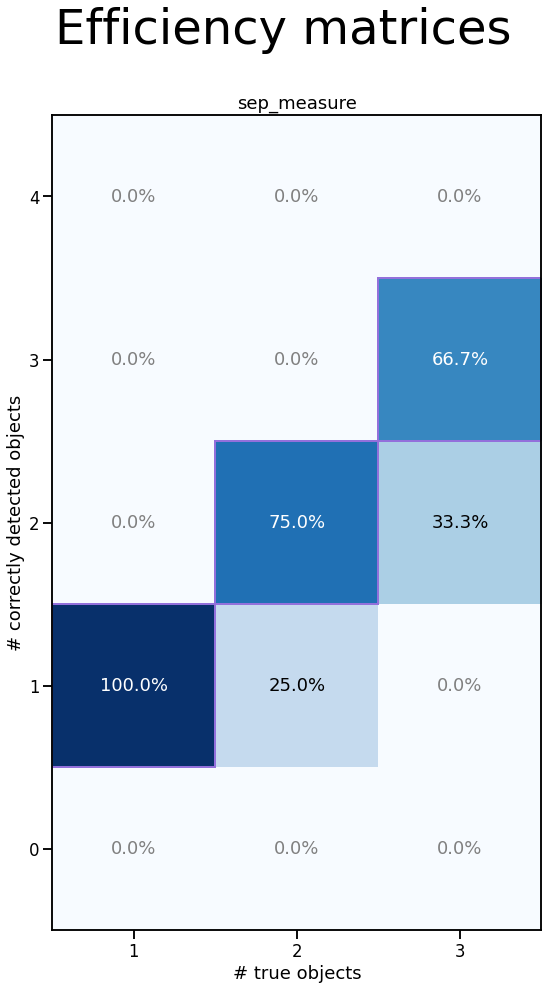 Efficiency matrices
sep_measure
4
0.0% 0.0% 0.0%
3
0.0% 0.0% 66.7%
2
0.0% 75.0% 33.3%
1
100.0% 25.0% 0.0%
0
0.0% 0.0% 0.0%
# correctly detected objects
1 2 3
# true objects